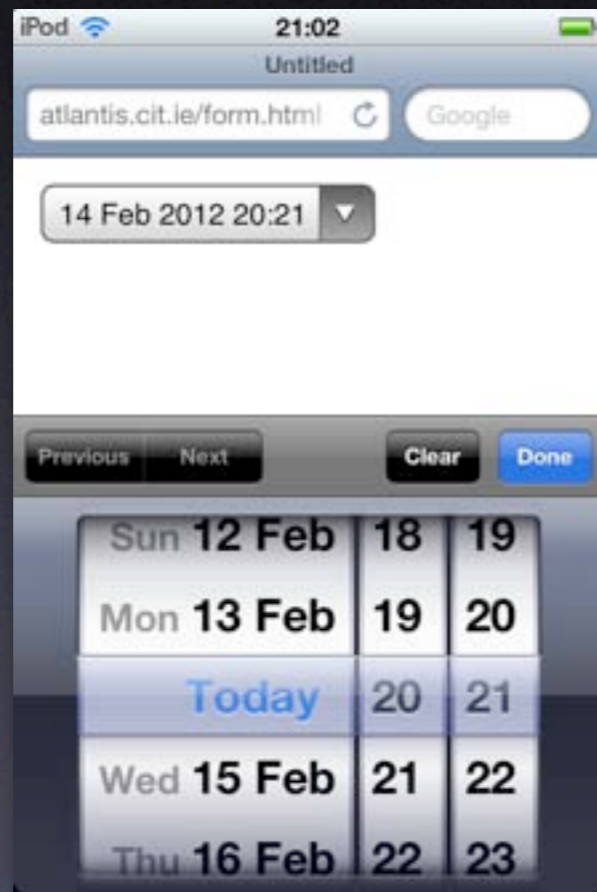 iPod 21:02
Untitled
atlantis.cit.ie/form.html Google
14 Feb 2012 20:21
Previous Next Clear Done
Sun 12 Feb 18 19
Mon 13 Feb 19 20
Today 20 21
Wed 15 Feb 21 22
Thu 16 Feb 22 23